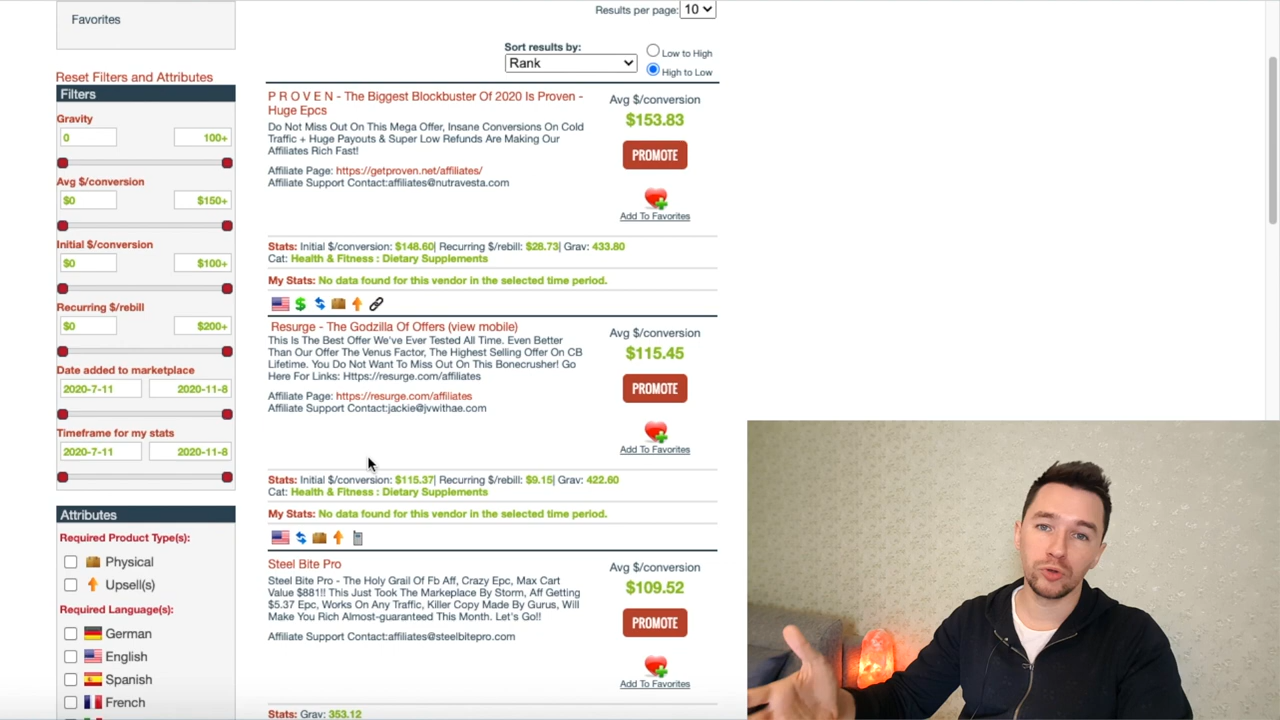 Favorites
Results per page: 10
Sort results by:
Rank
Low to High
High to Low
Reset Filters and Attributes
Filters
Gravity
0 100+
Avg $/conversion
$0 $150+
Initial $/conversion
$0 $100+
Recurring $/rebill
$0 $200+
Date added to marketplace
2020-7-11 2020-11-8
Timeframe for my stats
2020-7-11 2020-11-8
Attributes
Required Product Type(s):
Physical
Upsell(s)
Required Language(s):
German
English
Spanish
French
P R O V E N - The Biggest Blockbuster Of 2020 Is Proven -
Huge Epcs
Do Not Miss Out On This Mega Offer, Insane Conversions On Cold
Traffic + Huge Payouts & Super Low Refunds Are Making Our
Affiliates Rich Fast!
Affiliate Page: https://getproven.net/affiliates/
Affiliate Support Contact:affiliates@nutravesta.com
Avg $/conversion
$153.83
PROMOTE
Add To Favorites
Stats: Initial $/conversion: $148.60| Recurring $/rebill: $28.73| Grav: 433.80
Cat: Health & Fitness : Dietary Supplements
My Stats: No data found for this vendor in the selected time period.
Resurge - The Godzilla Of Offers (view mobile)
This Is The Best Offer We've Ever Tested All Time. Even Better
Than Our Offer The Venus Factor, The Highest Selling Offer On CB
Lifetime. You Do Not Want To Miss Out On This Bonecrusher! Go
Here For Links: Https://resurge.com/affiliates
Affiliate Page: https://resurge.com/affiliates
Affiliate Support Contact:jackie@jvwithae.com
Avg $/conversion
$115.45
PROMOTE
Add To Favorites
Stats: Initial $/conversion: $115.37| Recurring $/rebill: $9.15| Grav: 422.60
Cat: Health & Fitness : Dietary Supplements
My Stats: No data found for this vendor in the selected time period.
Steel Bite Pro
Steel Bite Pro - The Holy Grail Of Fb Aff, Crazy Epc, Max Cart
Value $881!! This Just Took The Marketplace By Storm, Aff Getting
$5.37 Epc, Works On Any Traffic, Killer Copy Made By Gurus, Will
Make You Rich Almost-guaranteed This Month. Let's Go!!
Affiliate Support Contact:affiliates@steelbitepro.com
Avg $/conversion
$109.52
PROMOTE
Add To Favorites
Stats: Grav: 353.12